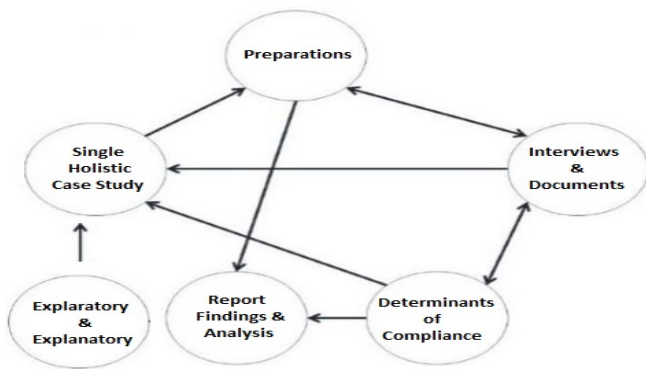 Preparations
Single
Holistic
Case Study
Interviews
&
Documents
Explaratory
&
Explanatory
Report
Findings &
Analysis
Determinants
of
Compliance